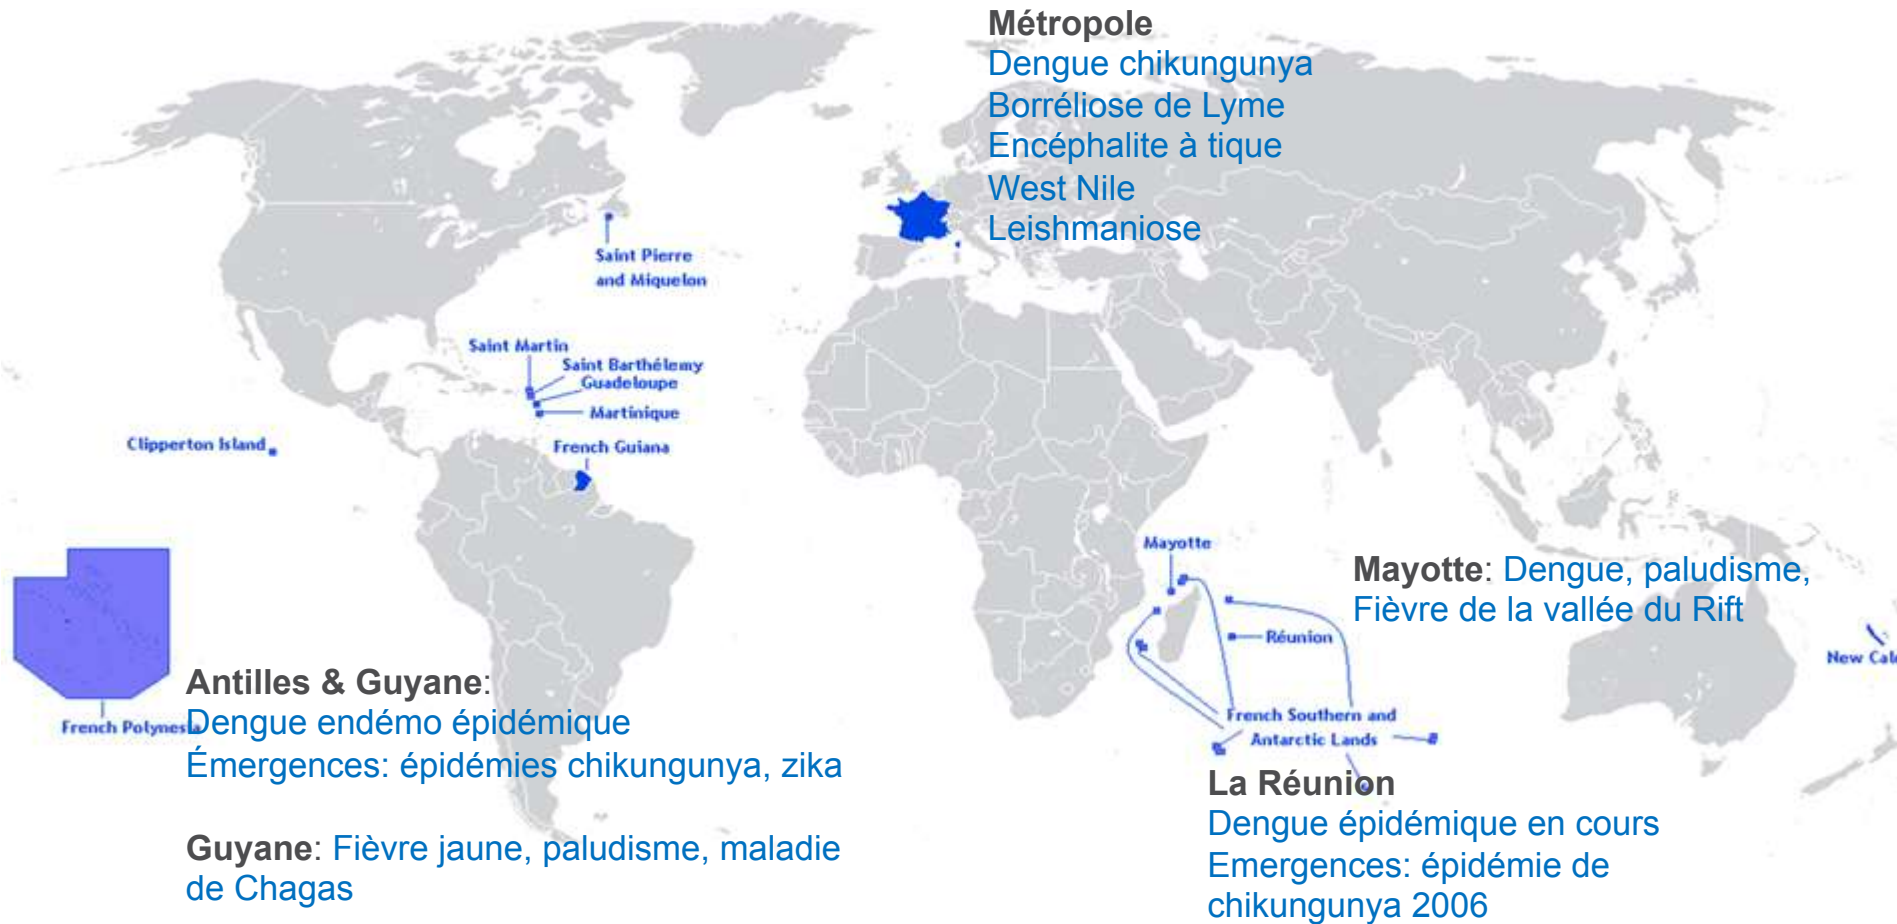 Métropole
Dengue chikungunya
Borréliose de Lyme
Encéphalite à tique
West Nile
Leishmaniose
Saint Pierre
and Miquelon
Saint Martin
Saint Barthélemy
Guadeloupe
Martinique
Clipperton Island
French Guiana
Mayotte
Mayotte: Dengue, paludisme,
Fièvre de la vallée du Rift
Réunion
New Cal
French Polynesia
Antilles & Guyane:
Dengue endémo épidémique
Émergences: épidémies chikungunya, zika
Guyane: Fièvre jaune, paludisme, maladie
de Chagas
French Southern and
Antarctic Lands
La Réunion
Dengue épidémique en cours
Emergences: épidémie de
chikungunya 2006